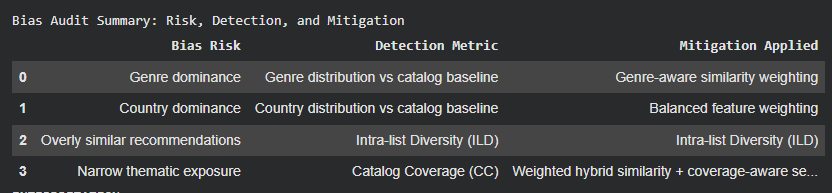 Bias Audit Summary: Risk, Detection, and Mitigation
Bias Risk Detection Metric Mitigation Applied
0 Genre dominance Genre distribution vs catalog baseline Genre-aware similarity weighting
1 Country dominance Country distribution vs catalog baseline Balanced feature weighting
2 Overly similar recommendations Intra-list Diversity (ILD) Intra-list Diversity (ILD)
3 Narrow thematic exposure Catalog Coverage (CC) Weighted hybrid similarity + coverage-aware se...